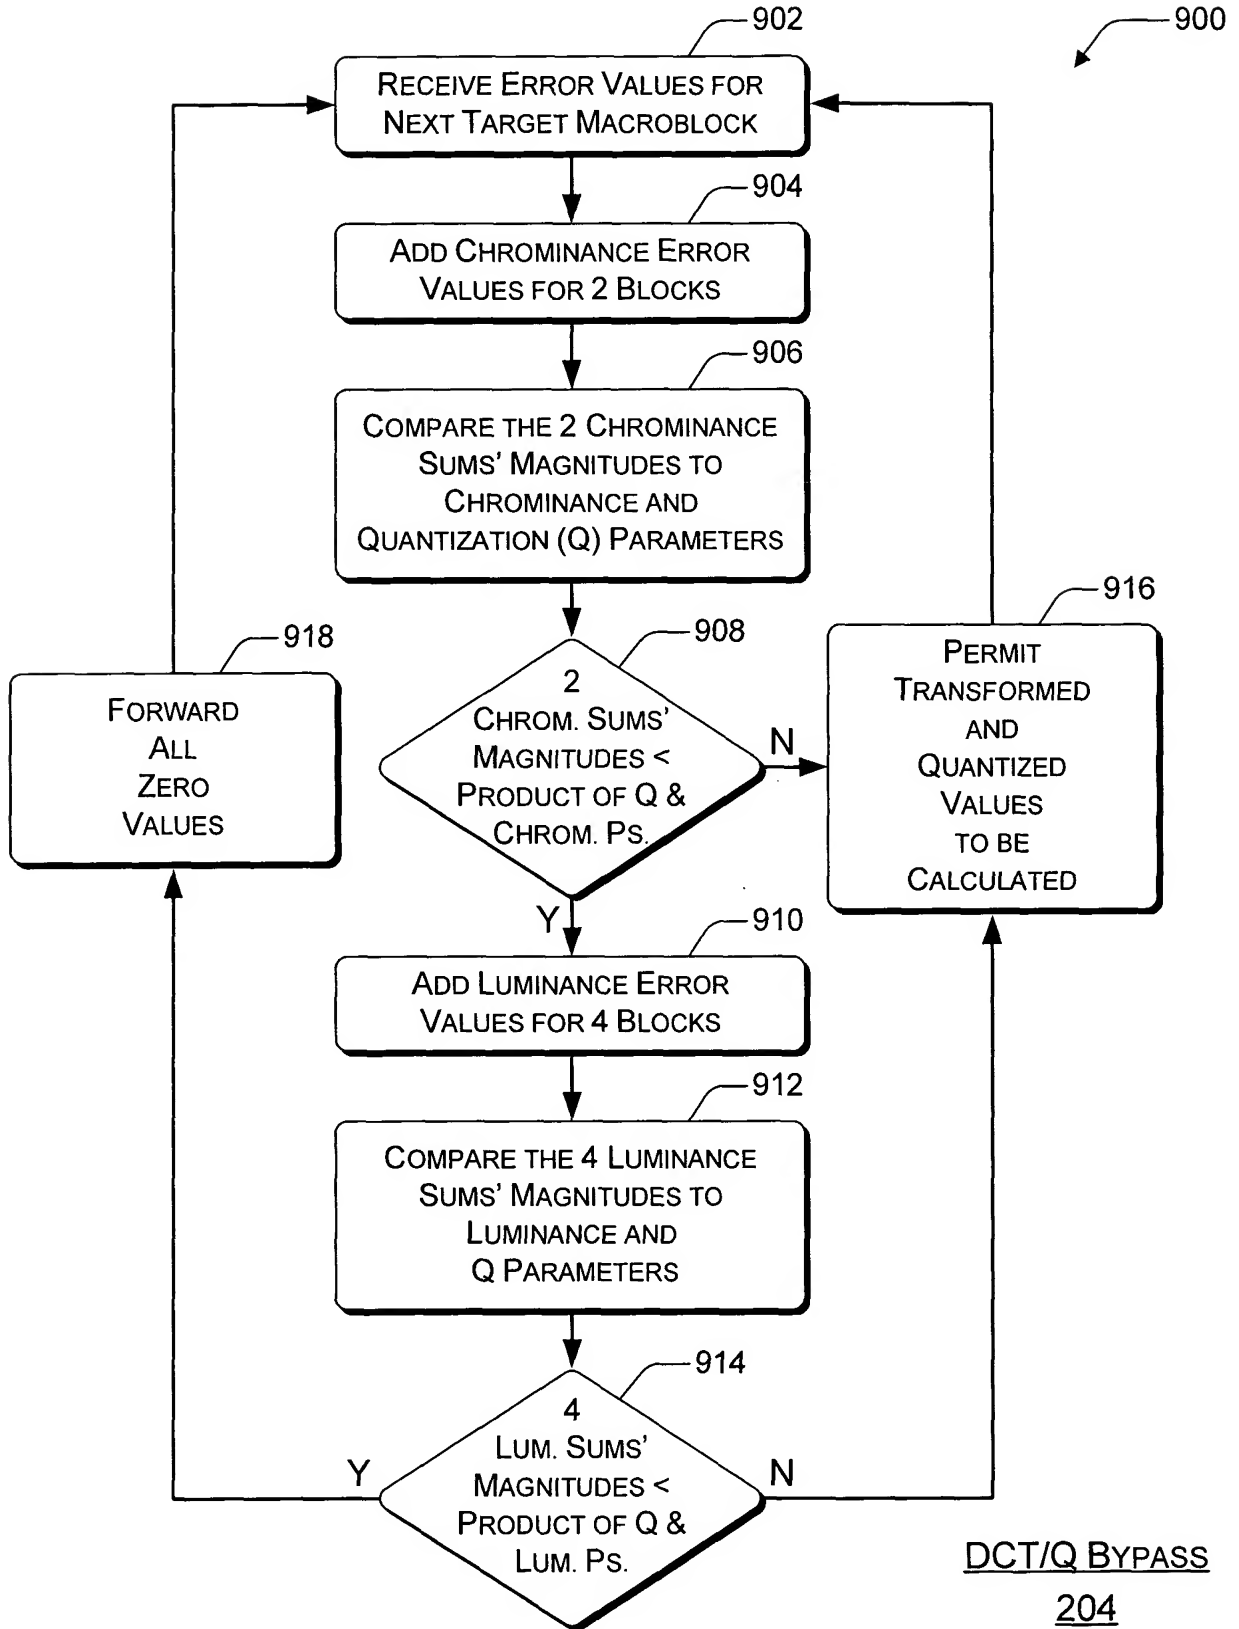 902
900
RECEIVE ERROR VALUES FOR
NEXT TARGET MACROBLOCK
904
ADD CHROMINANCE ERROR
VALUES FOR 2 BLOCKS
906
COMPARE THE 2 CHROMINANCE
SUMS' MAGNITUDES TO
CHROMINANCE AND
QUANTIZATION (Q) PARAMETERS
908
2
CHROM. SUMS'
MAGNITUDES <
PRODUCT OF Q &
CHROM. PS.
N
Y
916
PERMIT
TRANSFORMED
AND
QUANTIZED
VALUES
TO BE
CALCULATED
918
FORWARD
ALL
ZERO
VALUES
910
ADD LUMINANCE ERROR
VALUES FOR 4 BLOCKS
912
COMPARE THE 4 LUMINANCE
SUMS' MAGNITUDES TO
LUMINANCE AND
Q PARAMETERS
914
4
LUM. SUMS'
MAGNITUDES <
PRODUCT OF Q &
LUM. PS.
Y
N
DCT/Q BYPASS
204